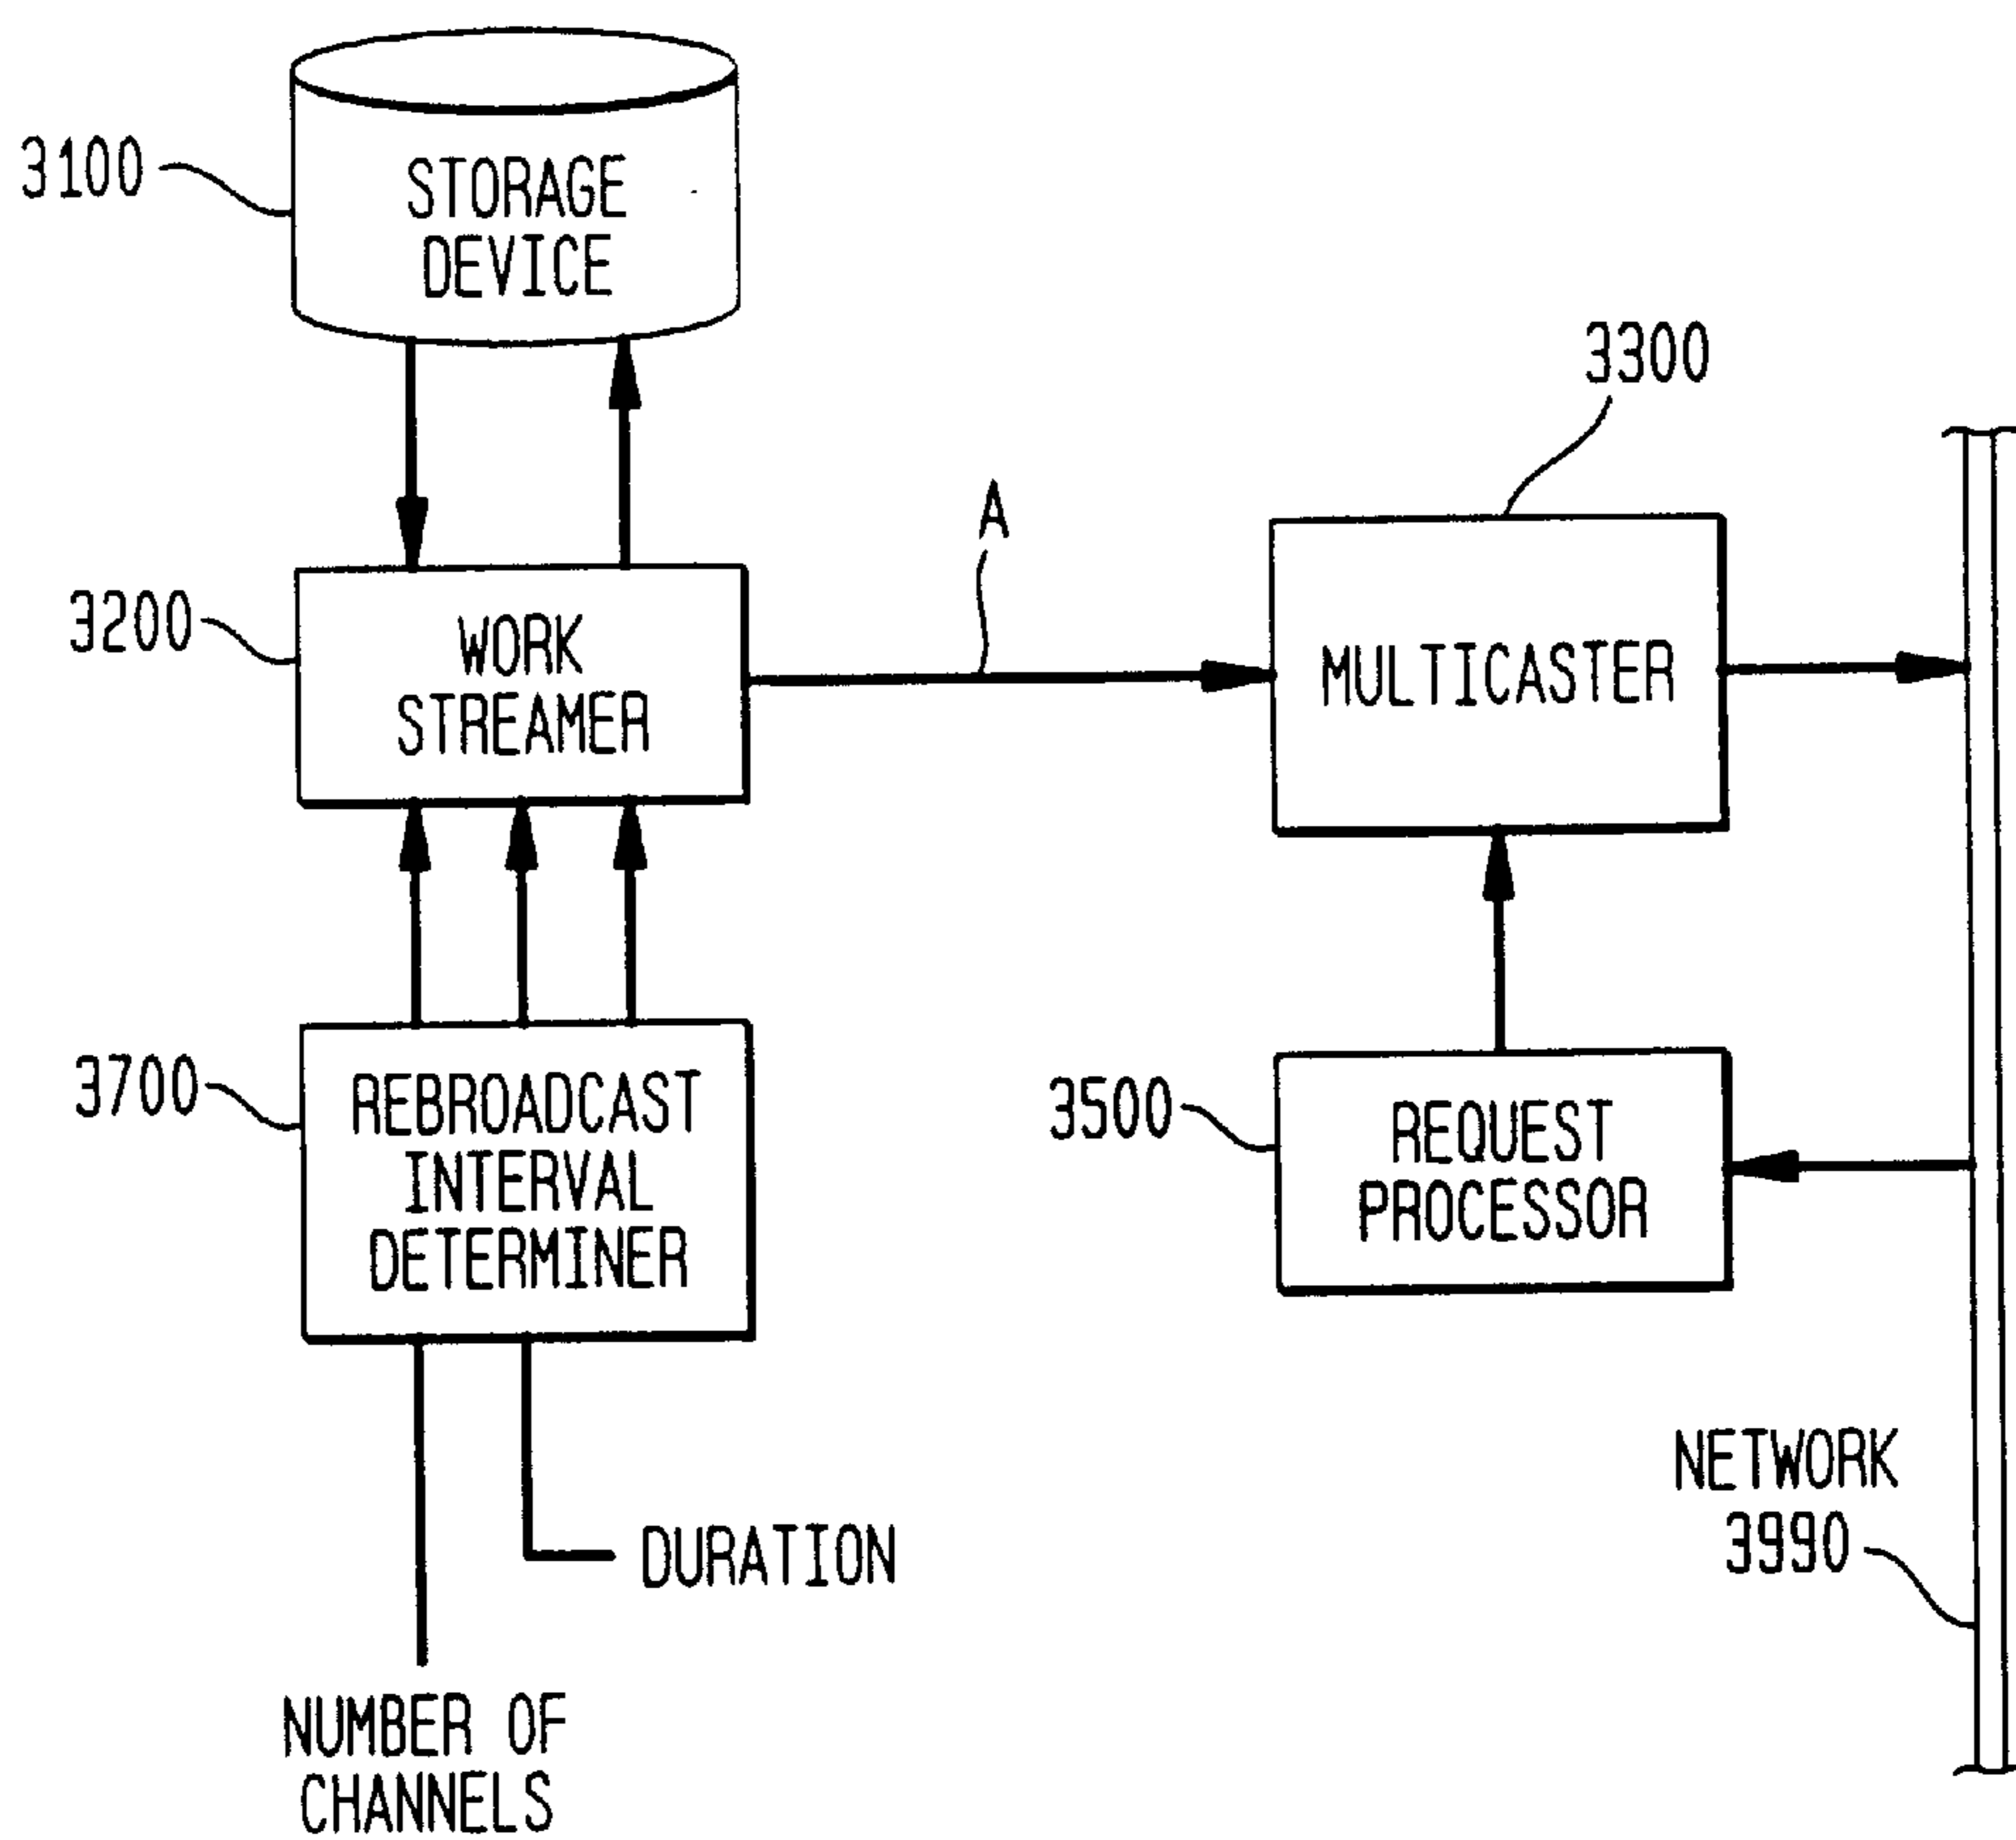 3100
STORAGE
DEVICE
3200
WORK
STREAMER
A
3300
MULTICASTER
3700
REBROADCAST
INTERVAL
DETERMINER
3500
REQUEST
PROCESSOR
NETWORK
3990
DURATION
NUMBER OF
CHANNELS